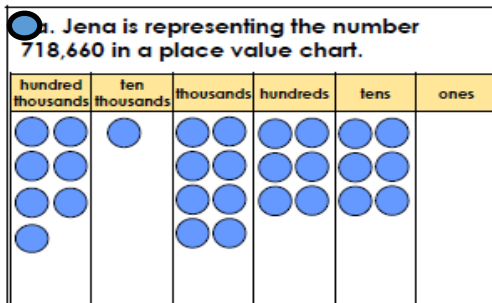 a. Jena is representing the number
718,660 in a place value chart.
hundred thousands ten thousands thousands hundreds tens ones